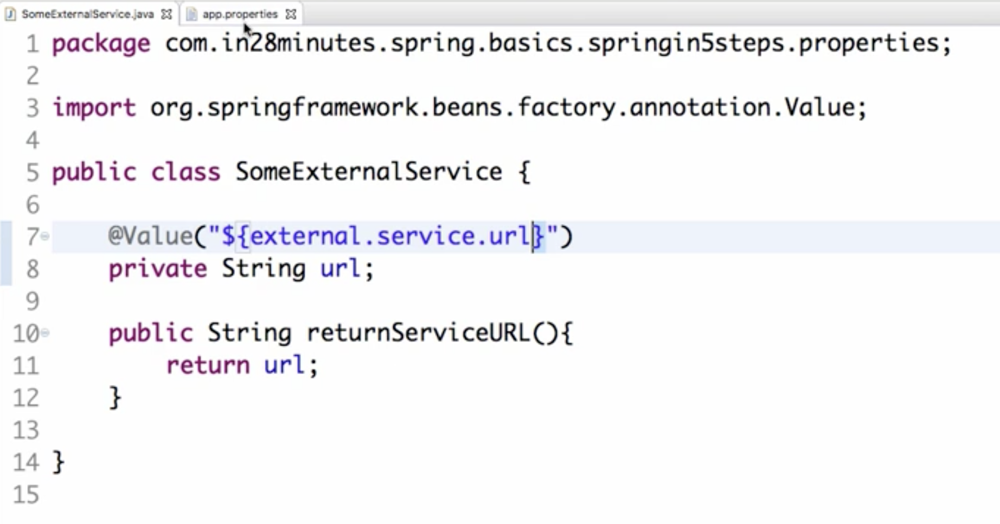 SomeExternalService.java app.properties
1 package com.in28minutes.spring.basics.springin5steps.properties;
2
3 import org.springframework.beans.factory.annotation.Value;
4
5 public class SomeExternalService {
6
7 @Value("${external.service.url}")
8 private String url;
9
10 public String returnServiceURL(){
11 return url;
12 }
13
14 }
15